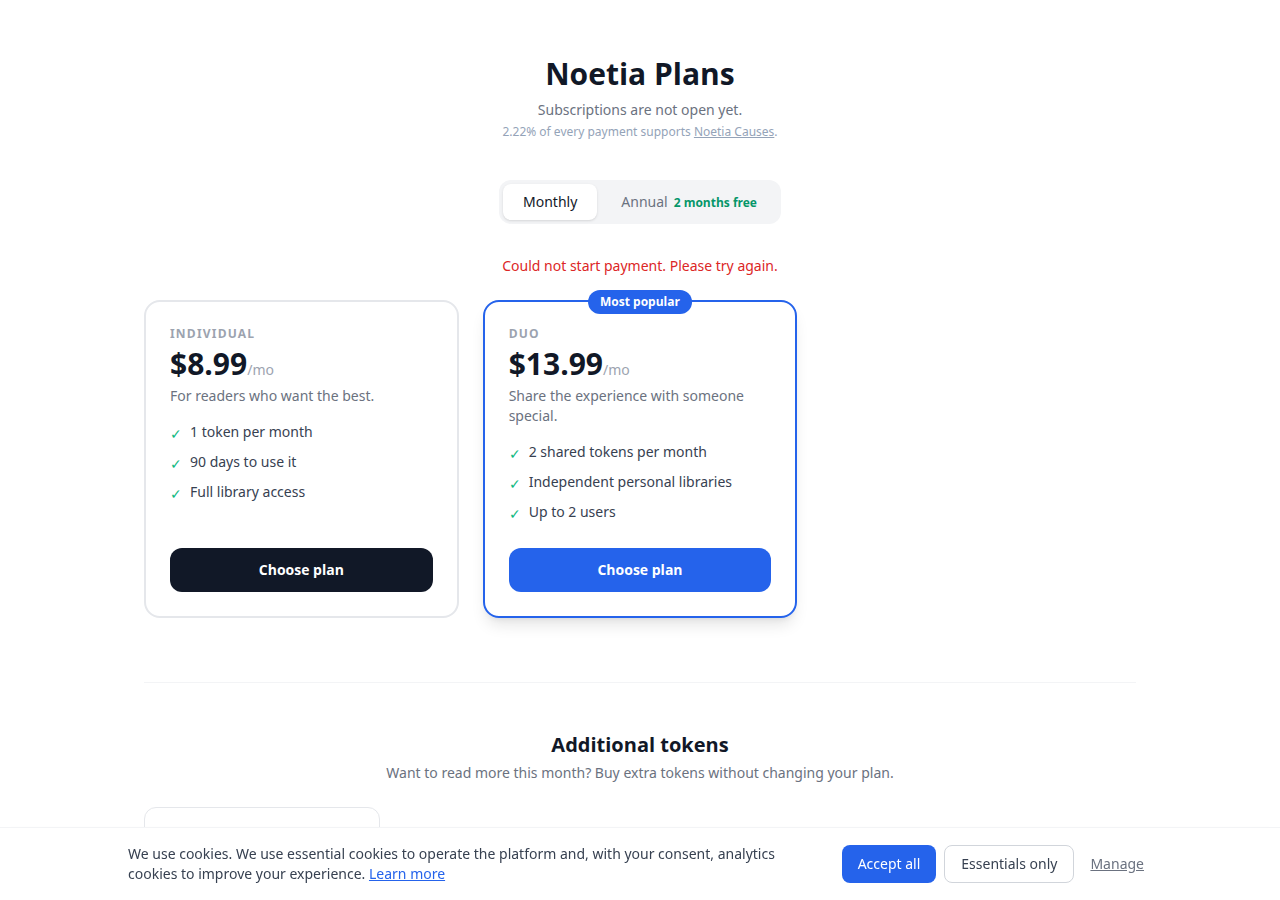 Noetia Plans
Subscriptions are not open yet.
2.22% of every payment supports Noetia Causes.
Monthly
Annual 2 months free
Could not start payment. Please try again.
INDIVIDUAL
$8.99/mo
For readers who want the best.
✓ 1 token per month
✓ 90 days to use it
✓ Full library access
Choose plan
Most popular
DUO
$13.99/mo
Share the experience with someone
special.
✓ 2 shared tokens per month
✓ Independent personal libraries
✓ Up to 2 users
Choose plan
Additional tokens
Want to read more this month? Buy extra tokens without changing your plan.
We use cookies. We use essential cookies to operate the platform and, with your consent, analytics
cookies to improve your experience. Learn more
Accept all
Essentials only
Manage